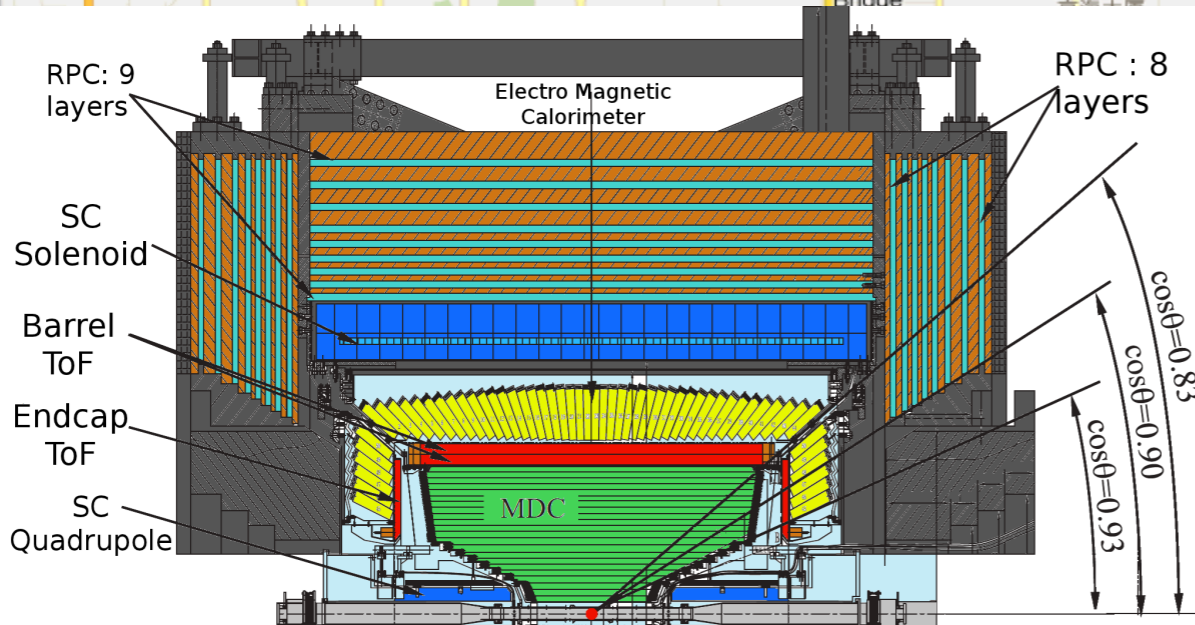 Bridge
RPC: 9
layers
Electro Magnetic
Calorimeter
RPC : 8
layers
SC
Solenoid
Barrel
ToF
Endcap
ToF
SC
Quadrupole
MDC
cosθ=0.83
cosθ=0.90
cosθ=0.93